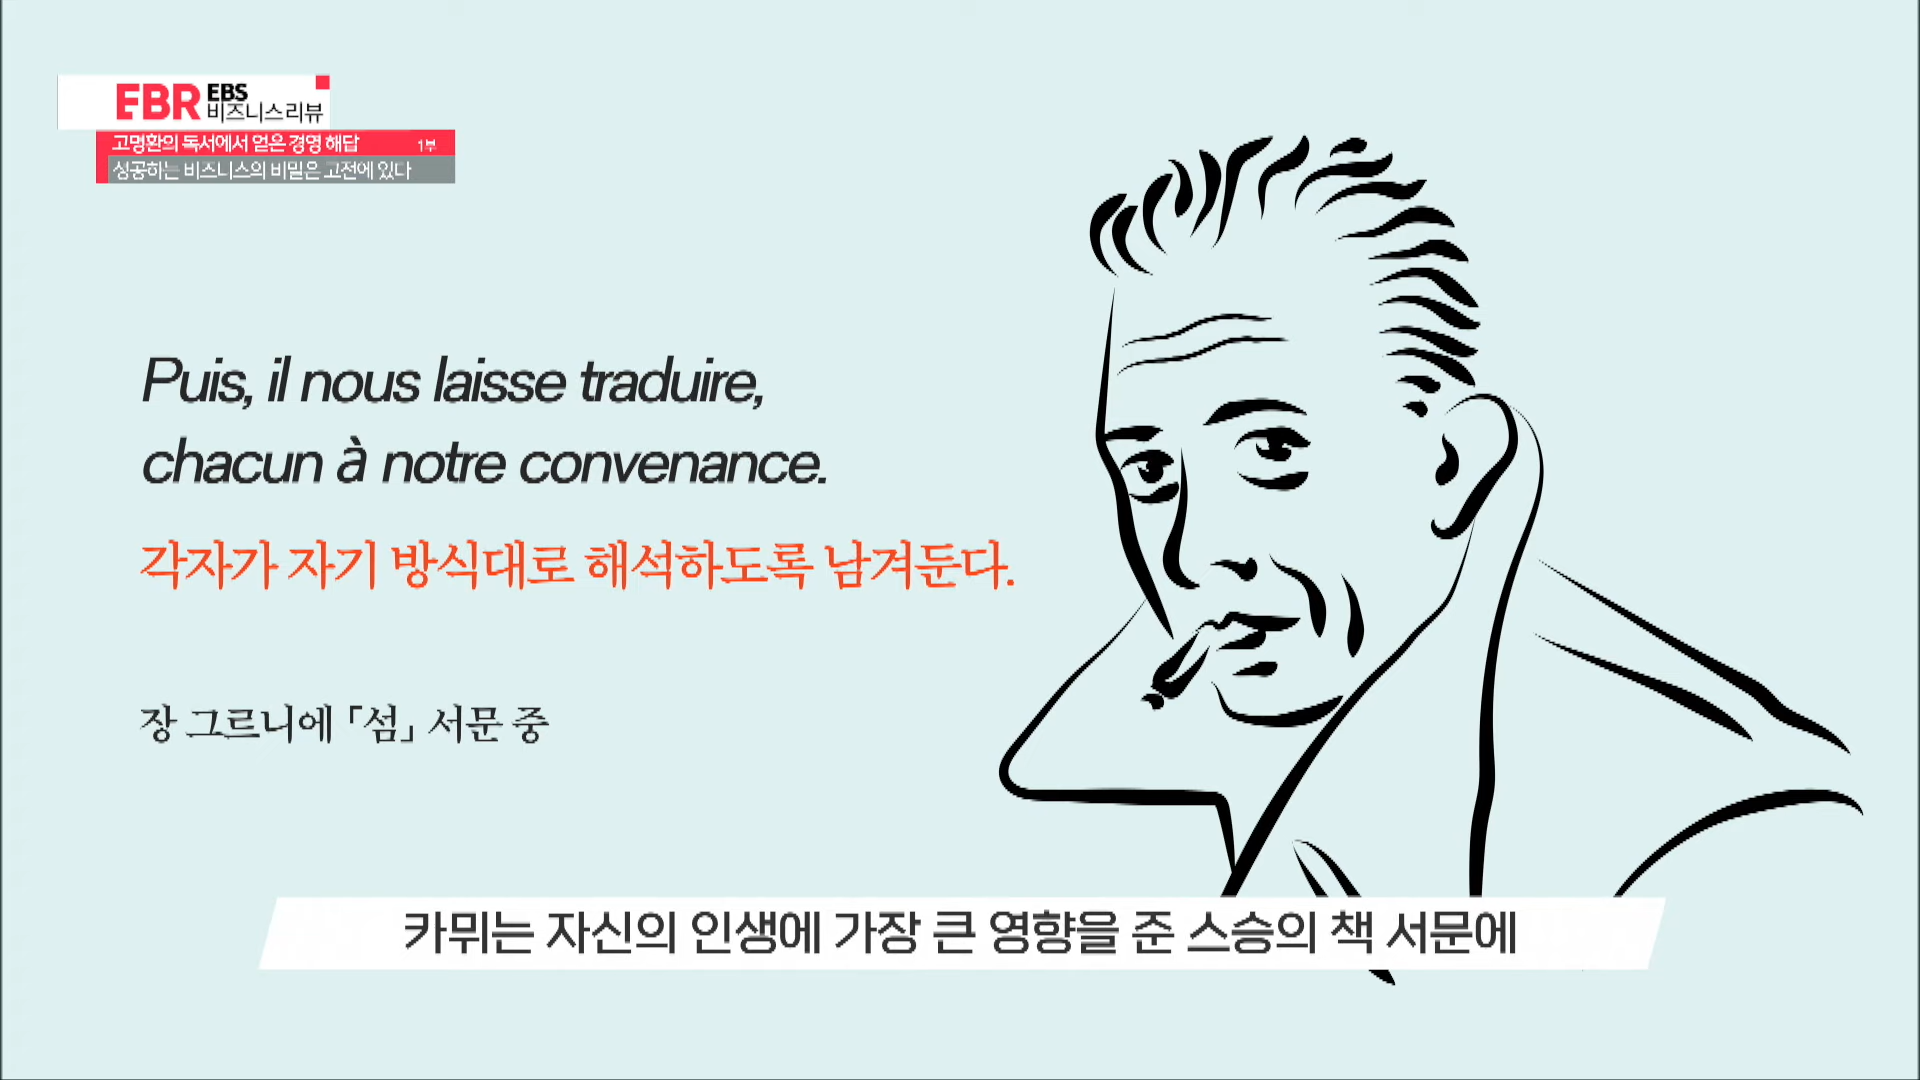 EBR EBS
비즈니스 리뷰
고명환의 독서에서 얻은 경영 해답 1부
성공하는 비즈니스의 비밀은 고전에 있다
Puis, il nous laisse traduire,
chacun à notre convenance.
각자가 자기 방식대로 해석하도록 남겨둔다.
장 그르니에 「섬」 서문 중
카뮈는 자신의 인생에 가장 큰 영향을 준 스승의 책 서문에